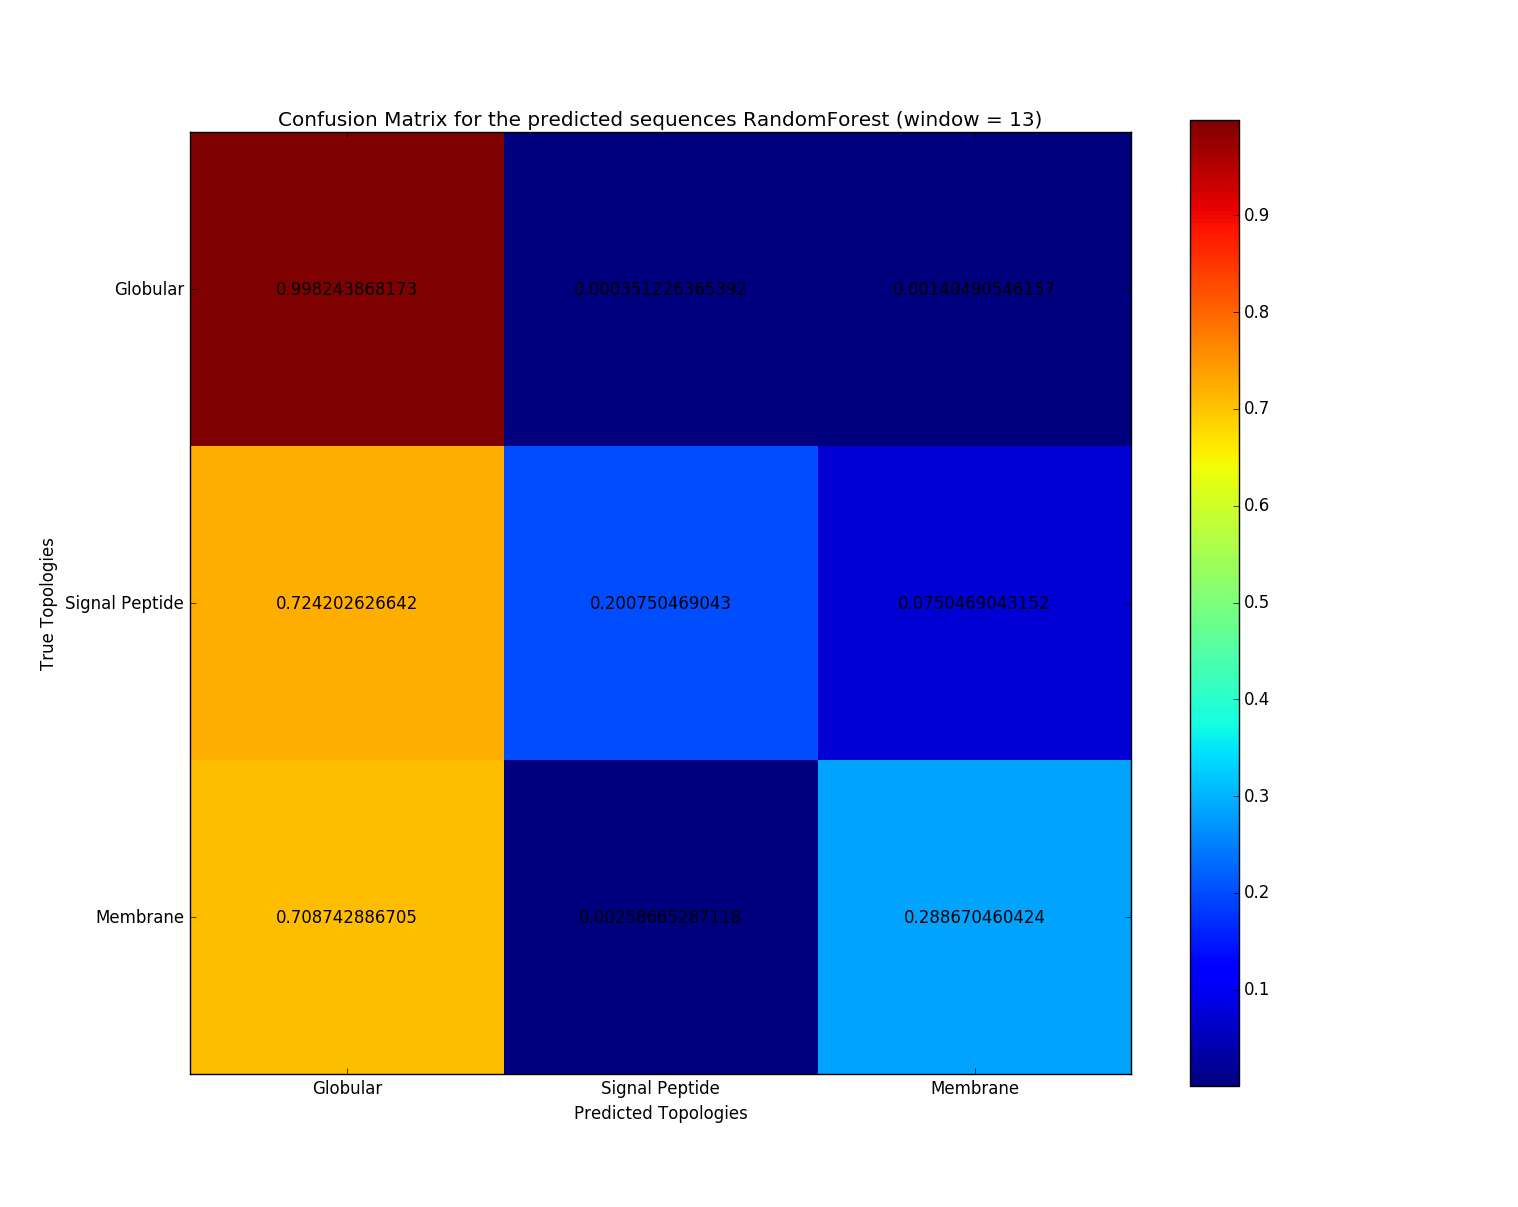 Confusion Matrix for the predicted sequences RandomForest (window = 13)
Globular
0.998243868173
0.000351226365392
0.00140490546157
Signal Peptide
0.724202626642
0.200750469043
0.0750469043152
Membrane
0.708742886705
0.00258665287118
0.288670460424
Globular
Signal Peptide
Membrane
Predicted Topologies
True Topologies
0.9
0.8
0.7
0.6
0.5
0.4
0.3
0.2
0.1